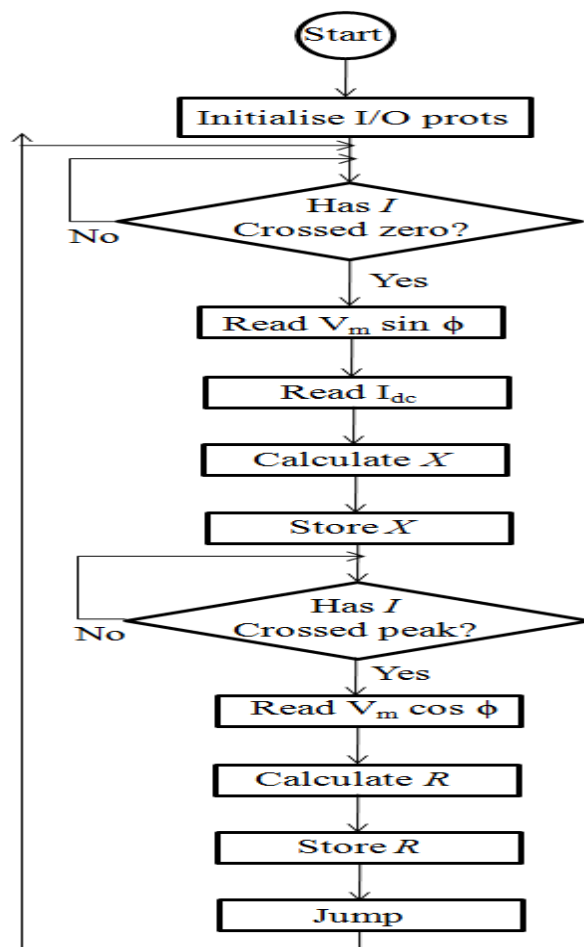 Start
Initialise I/O prots
Has I
Crossed zero?
No
Yes
Read Vm sin ϕ
Read Idc
Calculate X
Store X
Has I
Crossed peak?
No
Yes
Read Vm cos ϕ
Calculate R
Store R
Jump